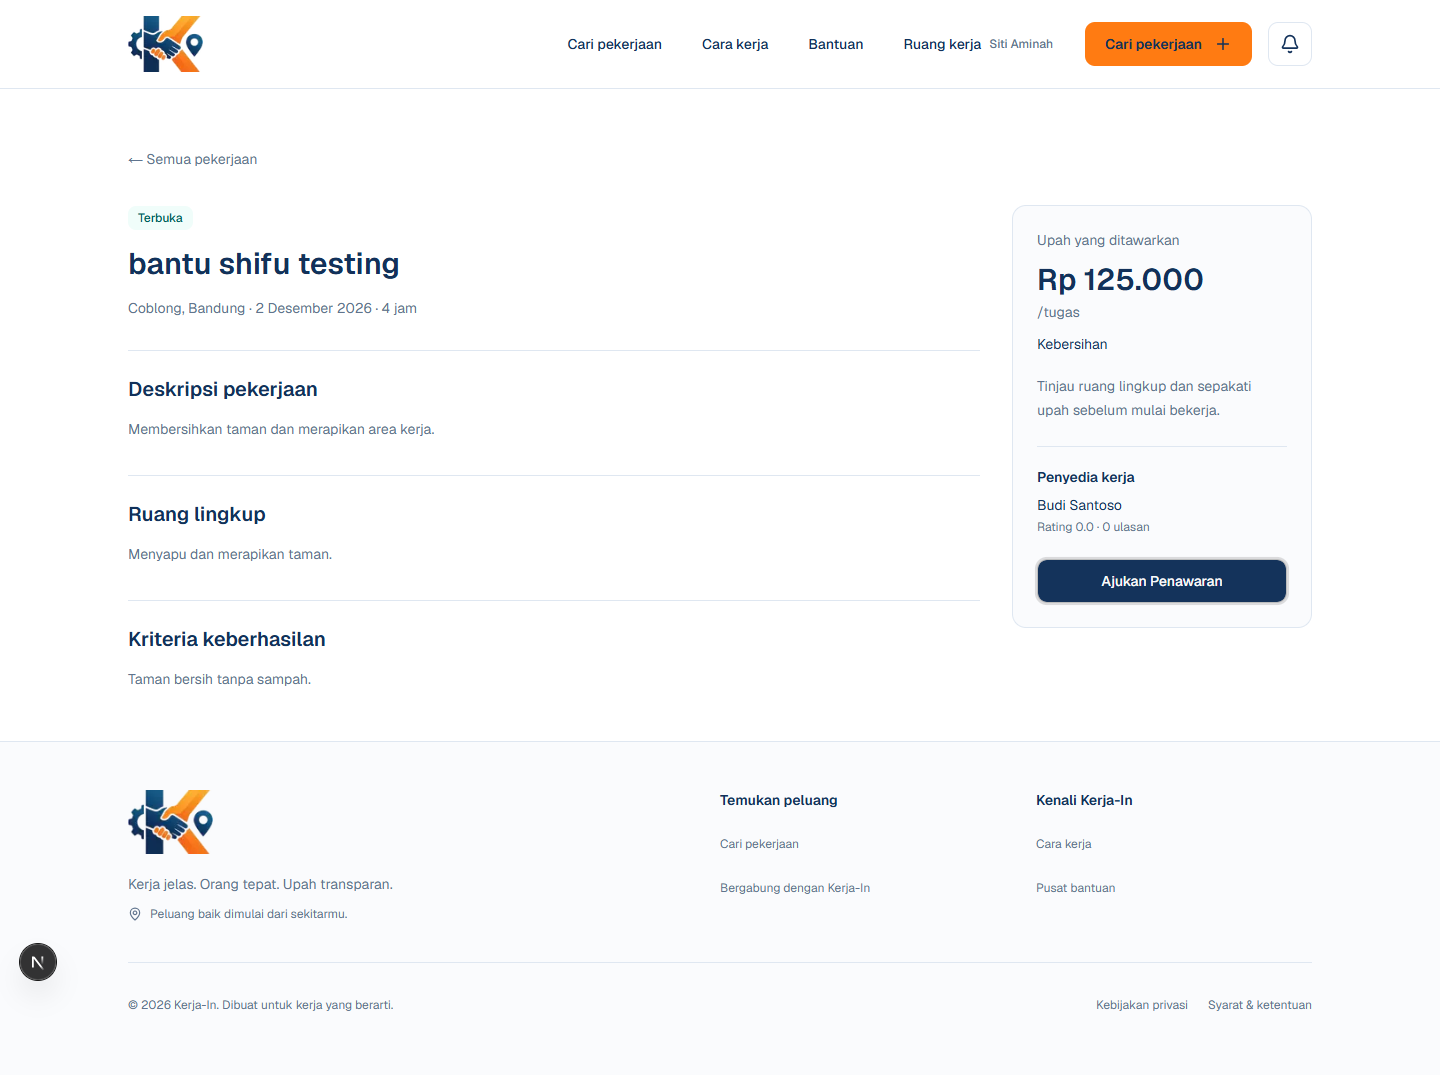 Cari pekerjaan
Cara kerja
Bantuan
Ruang kerja Siti Aminah
Cari pekerjaan +
← Semua pekerjaan
Terbuka
bantu shifu testing
Coblong, Bandung · 2 Desember 2026 · 4 jam
Deskripsi pekerjaan
Membersihkan taman dan merapikan area kerja.
Ruang lingkup
Menyapu dan merapikan taman.
Kriteria keberhasilan
Taman bersih tanpa sampah.
Upah yang ditawarkan
Rp 125.000
/tugas
Kebersihan
Tinjau ruang lingkup dan sepakati
upah sebelum mulai bekerja.
Penyedia kerja
Budi Santoso
Rating 0.0 · 0 ulasan
Ajukan Penawaran
K
Kerja jelas. Orang tepat. Upah transparan.
Peluang baik dimulai dari sekitarmu.
Temukan peluang
Cari pekerjaan
Bergabung dengan Kerja-In
Kenali Kerja-In
Cara kerja
Pusat bantuan
N
© 2026 Kerja-In. Dibuat untuk kerja yang berarti.
Kebijakan privasi
Syarat & ketentuan